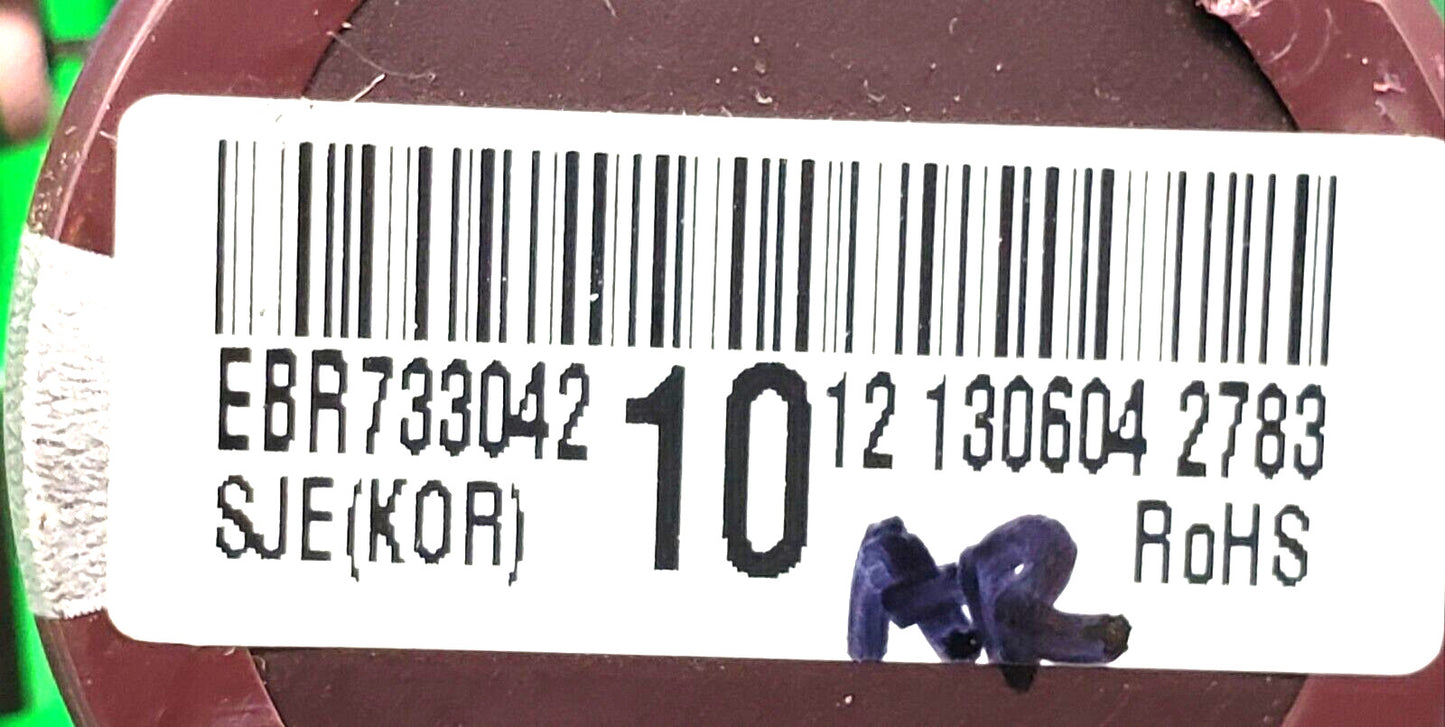 EBR733042 10 12 130604 2783
SJE(KOR) RoHS